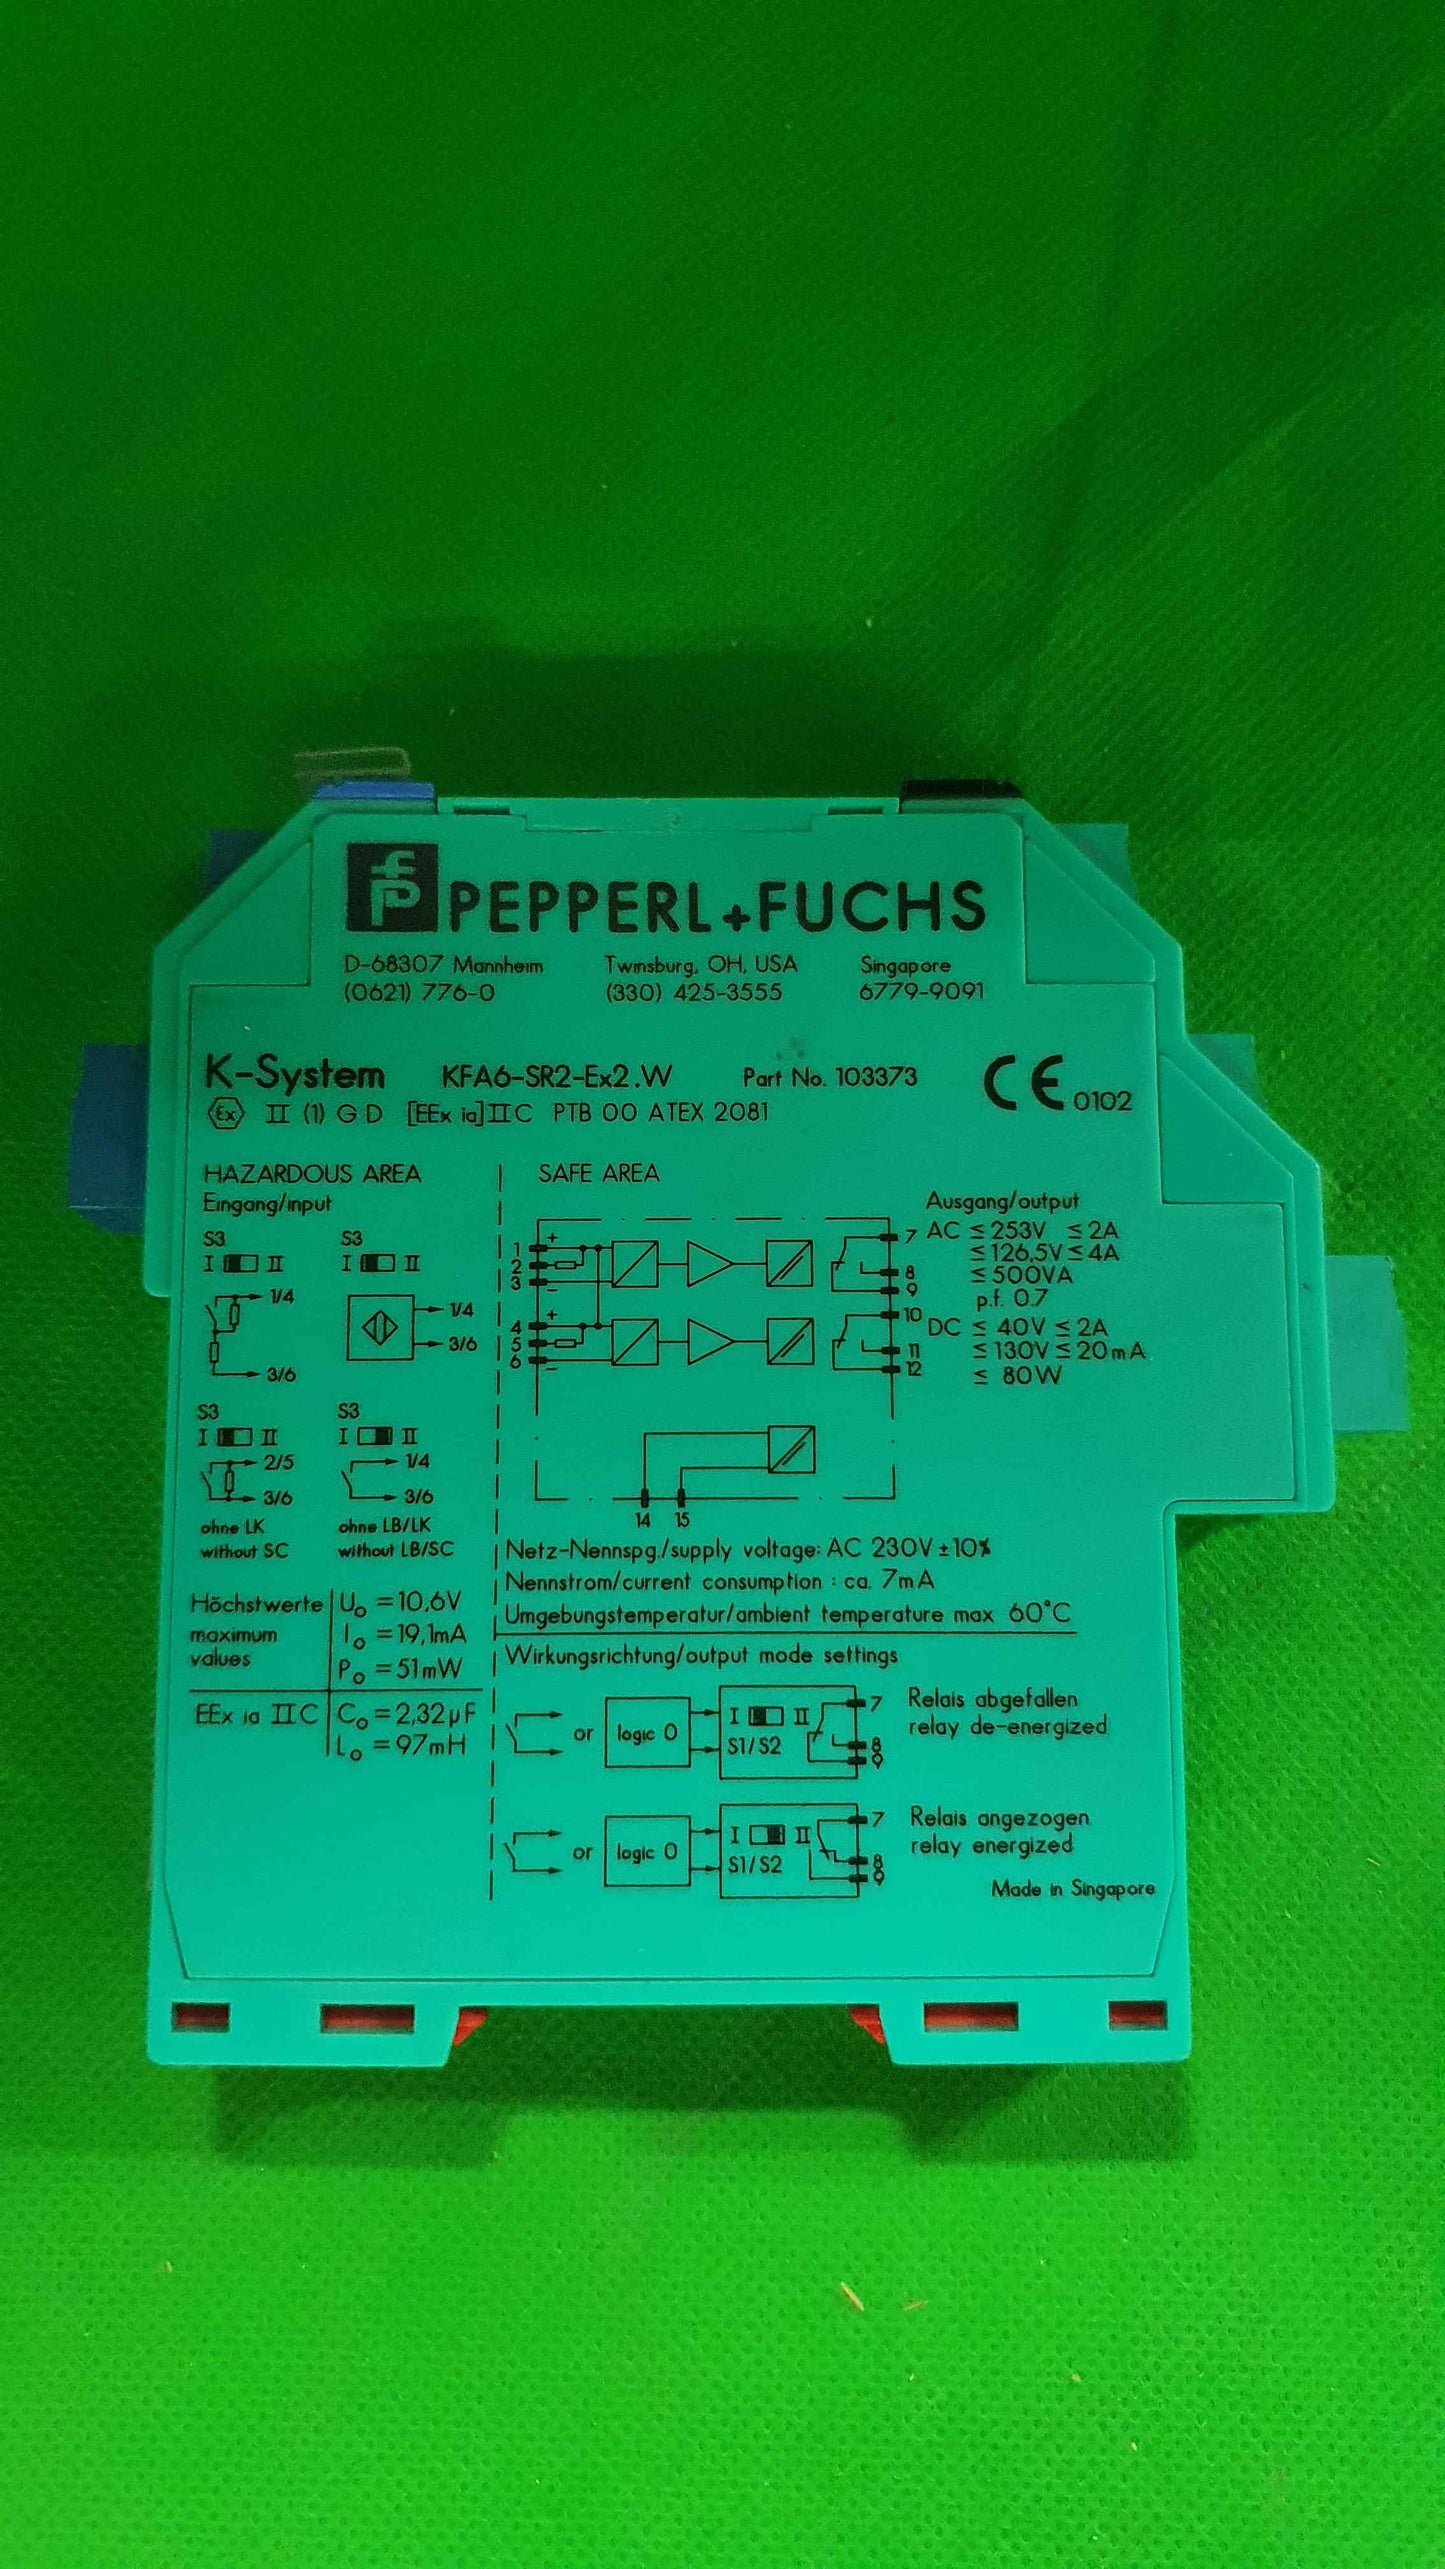 PEPPERL+FUCHS
D-68307 Mannheim Twinsburg, OH, USA Singapore
(0621) 776-0 (330) 425-3555 6779-9091
K-System KFA6-SR2-Ex2.W Part No. 103373 CE 0102
Ex II (1) G D [EEx ia] IIC PTB 00 ATEX 2081
HAZARDOUS AREA
Eingang/input
S3 S3
I II I II
1/4
3/6
1/4
3/6
S3 S3
I II I II
2/5 1/4
3/6 3/6
ohne LK ohne LB/LK
without SC without LB/SC
Höchstwerte
maximum
values
Uo =10,6V
Io =19,1mA
Po =51mW
EEx ia IIC
Co =2,32µF
Lo =97mH
SAFE AREA
1 +
2
3 -
4 +
5
6 -
7
8
9
10
11
12
14 15
Ausgang/output
AC ≤253V ≤2A
≤126,5V ≤4A
≤500VA
p.f. 0.7
DC ≤ 40V ≤2A
≤130V ≤20mA
≤ 80W
Netz-Nennspg./supply voltage: AC 230V ±10%
Nennstrom/current consumption : ca. 7mA
Umgebungstemperatur/ambient temperature max 60°C
Wirkungsrichtung/output mode settings
or logic 0 I II S1/S2 7 8 9
Relais abgefallen
relay de-energized
or logic 0 I II S1/S2 7 8 9
Relais angezogen
relay energized
Made in Singapore